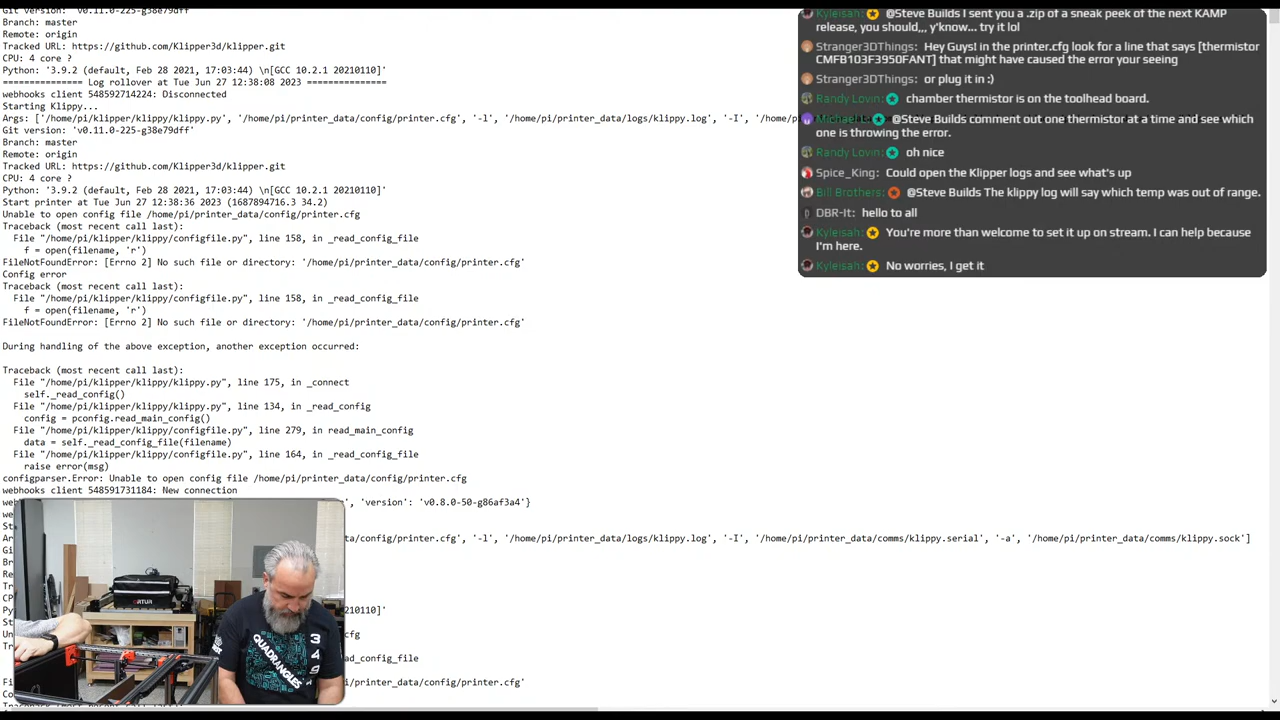 Git version: 'v0.11.0-225-g38e79dff'
Branch: master
Remote: origin
Tracked URL: https://github.com/Klipper3d/klipper.git
CPU: 4 core ?
Python: '3.9.2 (default, Feb 28 2021, 17:03:44) \n[GCC 10.2.1 20210110]'
=============== Log rollover at Tue Jun 27 12:38:08 2023 ===============
webhooks client 548592714224: Disconnected
Starting Klippy...
Args: ['/home/pi/klipper/klippy/klippy.py', '/home/pi/printer_data/config/printer.cfg', '-l', '/home/pi/printer_data/logs/klippy.log', '-I', '/home/pi/p
Git version: 'v0.11.0-225-g38e79dff'
Branch: master
Remote: origin
Tracked URL: https://github.com/Klipper3d/klipper.git
CPU: 4 core ?
Python: '3.9.2 (default, Feb 28 2021, 17:03:44) \n[GCC 10.2.1 20210110]'
Start printer at Tue Jun 27 12:38:36 2023 (1687894716.3 34.2)
Unable to open config file /home/pi/printer_data/config/printer.cfg
Traceback (most recent call last):
File "/home/pi/klipper/klippy/configfile.py", line 158, in _read_config_file
f = open(filename, 'r')
FileNotFoundError: [Errno 2] No such file or directory: '/home/pi/printer_data/config/printer.cfg'
Config error
Traceback (most recent call last):
File "/home/pi/klipper/klippy/configfile.py", line 158, in _read_config_file
f = open(filename, 'r')
FileNotFoundError: [Errno 2] No such file or directory: '/home/pi/printer_data/config/printer.cfg'
During handling of the above exception, another exception occurred:
Traceback (most recent call last):
File "/home/pi/klipper/klippy/klippy.py", line 175, in _connect
self._read_config()
File "/home/pi/klipper/klippy/klippy.py", line 134, in _read_config
config = pconfig.read_main_config()
File "/home/pi/klipper/klippy/configfile.py", line 279, in read_main_config
data = self._read_config_file(filename)
File "/home/pi/klipper/klippy/configfile.py", line 164, in _read_config_file
raise error(msg)
configparser.Error: Unable to open config file /home/pi/printer_data/config/printer.cfg
webhooks client 548591731184: New connection
', 'version': 'v0.8.0-50-g86af3a4'}
ta/config/printer.cfg', '-l', '/home/pi/printer_data/logs/klippy.log', '-I', '/home/pi/printer_data/comms/klippy.serial', '-a', '/home/pi/printer_data/comms/klippy.sock']
210110]'
cfg
ad_config_file
i/printer_data/config/printer.cfg'
Kyleisah: @Steve Builds I sent you a .zip of a sneak peek of the next KAMP
release, you should,,, y'know... try it lol
Stranger3DThings: Hey Guys! in the printer.cfg look for a line that says [thermistor
CMFB103F3950FANT] that might have caused the error your seeing
Stranger3DThings: or plug it in :)
Randy Lovin: chamber thermistor is on the toolhead board.
Michael @Steve Builds comment out one thermistor at a time and see which
one is throwing the error.
Randy Lovin: oh nice
Spice_King: Could open the Klipper logs and see what's up
Bill Brothers: @Steve Builds The klippy log will say which temp was out of range.
DBR-It: hello to all
Kyleisah: You're more than welcome to set it up on stream. I can help because
I'm here.
Kyleisah: No worries, I get it
ORTUR
QUADRANGLES
3
4